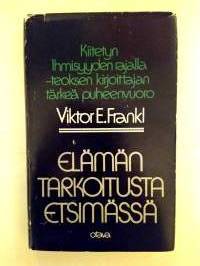 Kiitetyn
Ihmisyyden rajalla
-teoksen kirjoittajan
tärkeä puheenvuoro
Viktor E. Frankl
ELÄMÄN
TARKOITUSTA
ETSIMÄSSÄ
otava